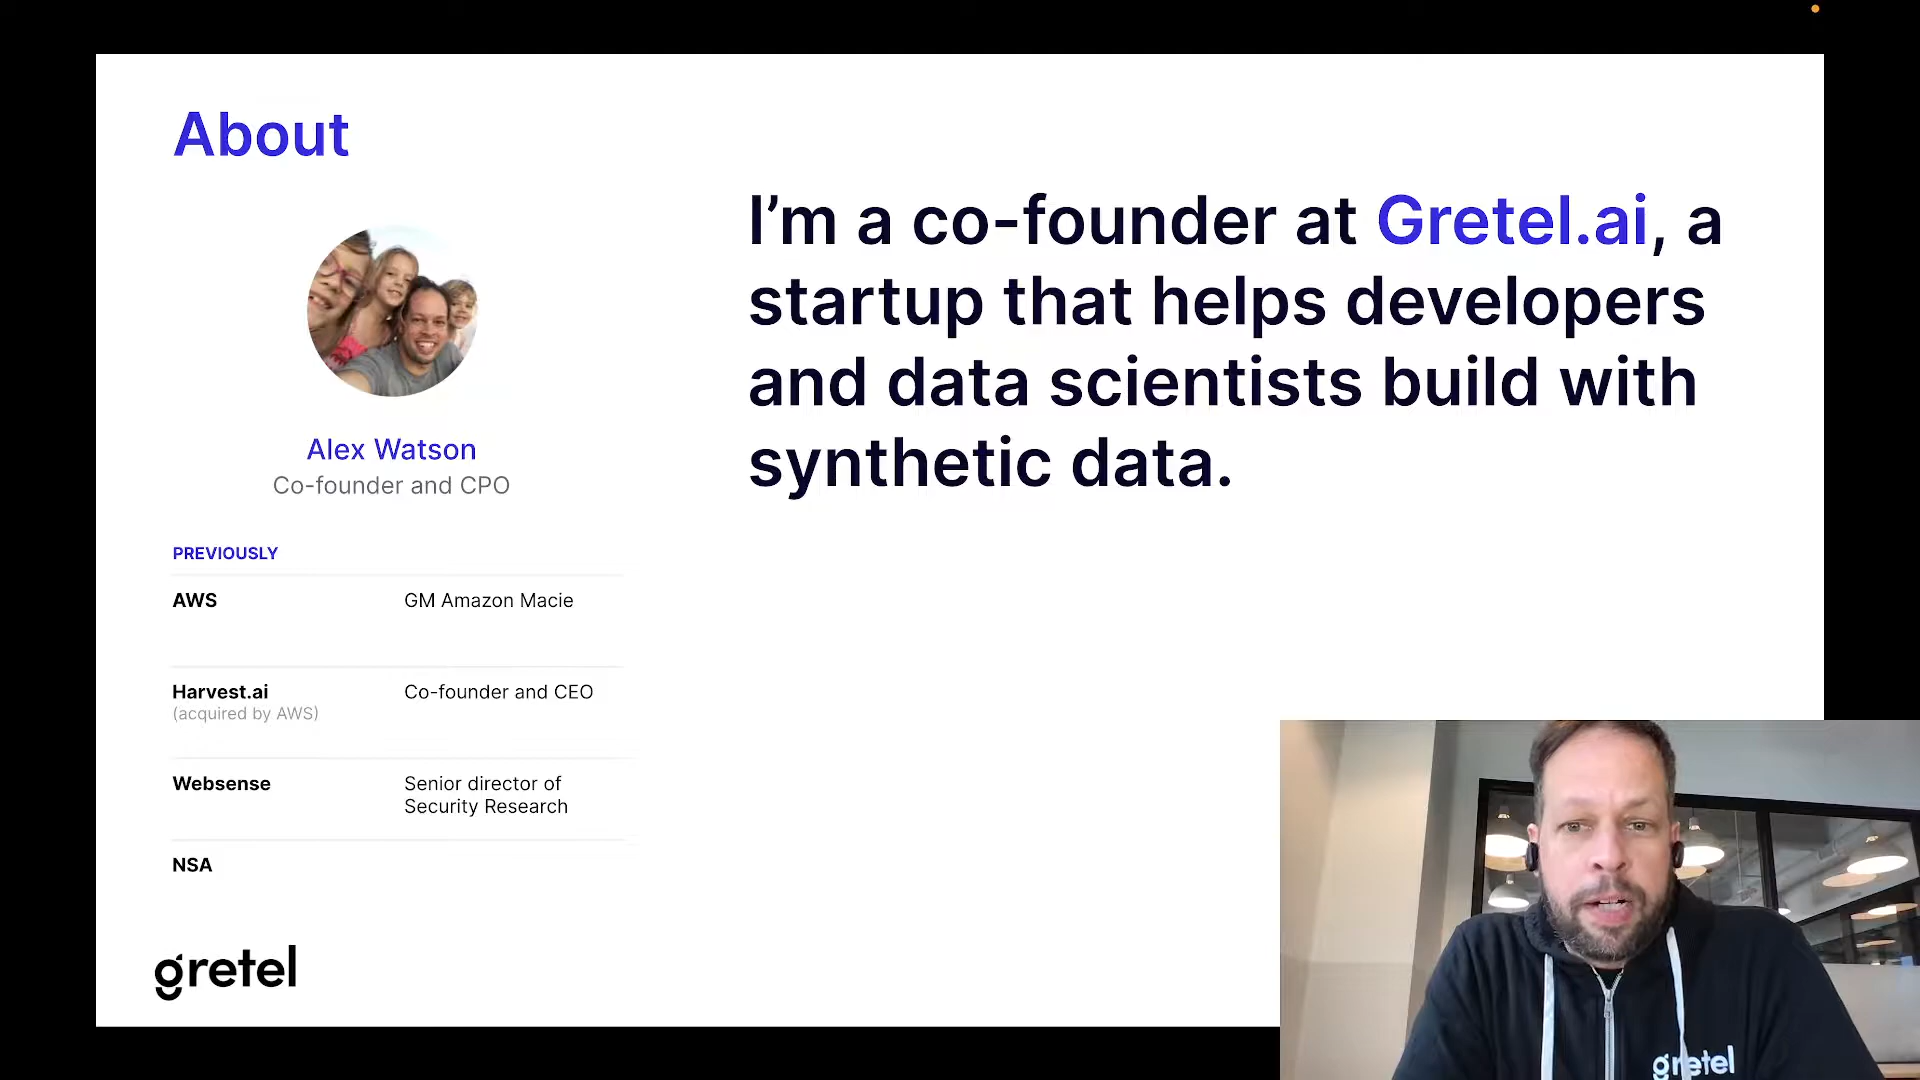 About
Alex Watson
Co-founder and CPO
PREVIOUSLY
AWS GM Amazon Macie
Harvest.ai Co-founder and CEO
(acquired by AWS)
Websense Senior director of
Security Research
NSA
gretel
I’m a co-founder at Gretel.ai, a
startup that helps developers
and data scientists build with
synthetic data.
gretel